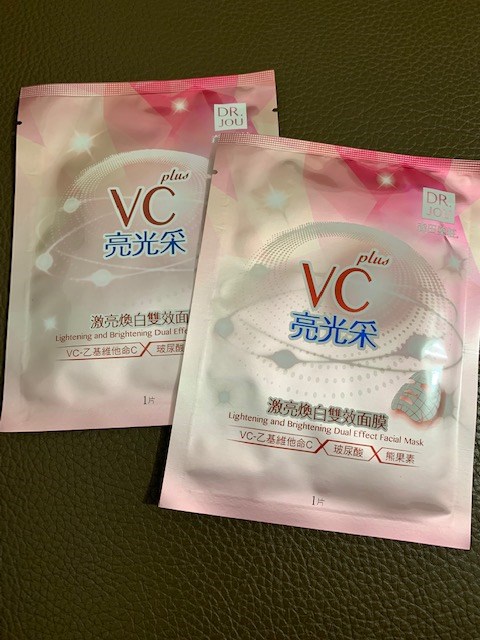 DR.
JOU
plus
VC
亮光采
激亮煥白雙效面
Lightening and Brightening Dual Effec
VC-乙基維他命C
玻尿酸
1片
DR.
JOU
plus
VC
亮光采
激亮煥白雙效面膜
Lightening and Brightening Dual Effect Facial Mask
VC-乙基維他命C
玻尿酸
熊果素
1片